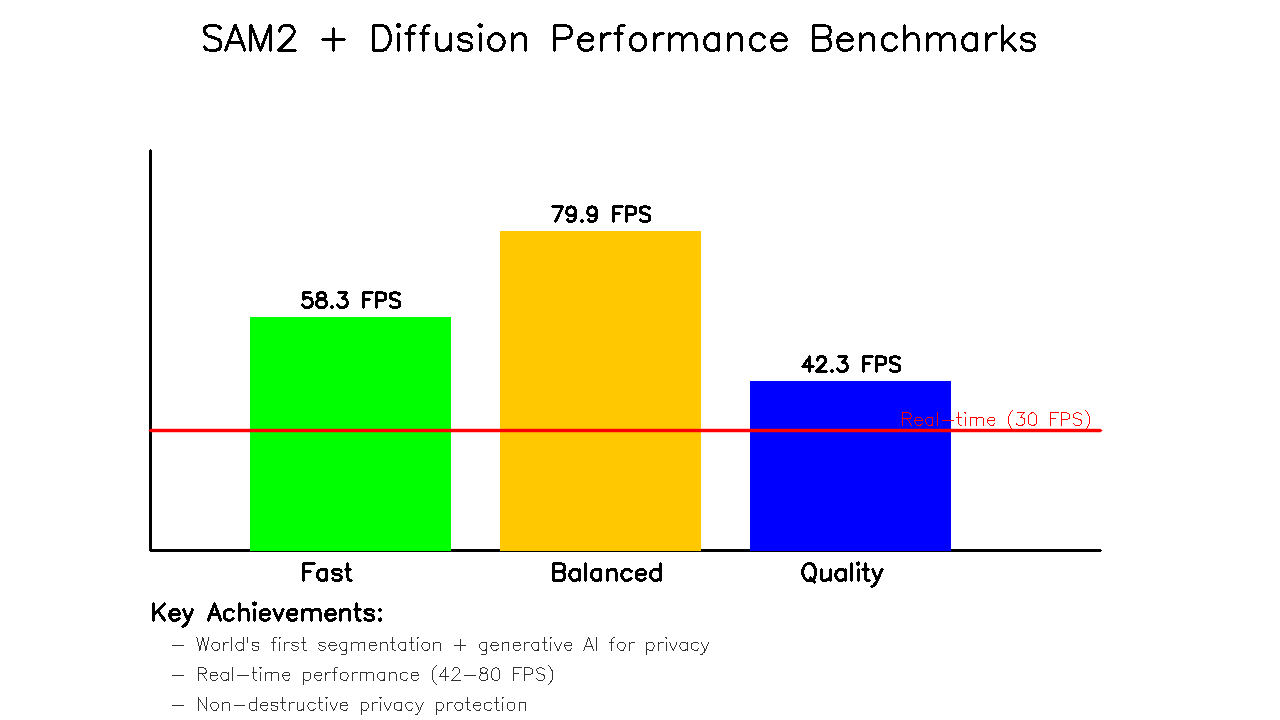 SAM2 + Diffusion Performance Benchmarks
79.9 FPS
58.3 FPS
42.3 FPS
Real-time (30 FPS)
Fast
Balanced
Quality
Key Achievements:
- World's first segmentation + generative AI for privacy
- Real-time performance (42-80 FPS)
- Non-destructive privacy protection